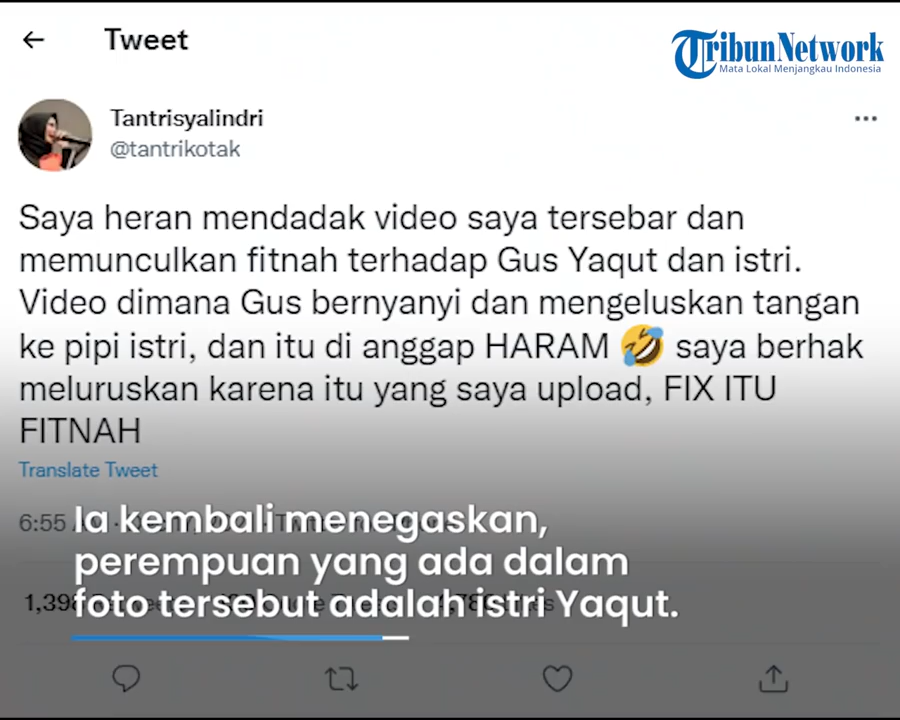 Tweet
TribunNetwork
Mata Lokal Menjangkau Indonesia
Tantrisyalindri
@tantrikotak
Saya heran mendadak video saya tersebar dan
memunculkan fitnah terhadap Gus Yaqut dan istri.
Video dimana Gus bernyanyi dan mengeluskan tangan
ke pipi istri, dan itu di anggap HARAM 🤣 saya berhak
meluruskan karena itu yang saya upload, FIX ITU
FITNAH
Translate Tweet
6:55
Ia kembali menegaskan,
perempuan yang ada dalam
foto tersebut adalah istri Yaqut.